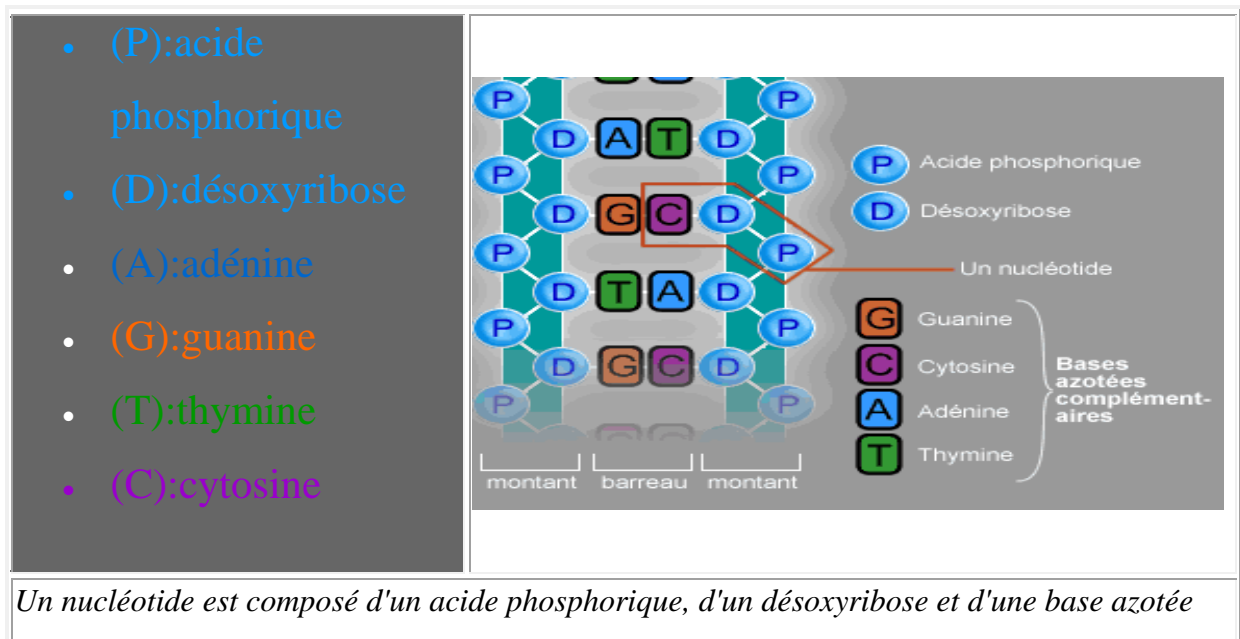 (P):acide
phosphorique
(D):désoxyribose
(A):adénine
(G):guanine
(T):thymine
(C):cytosine
P P
D A T D
P P
D G C D
P P
D T A D
P P
D G C D
P P
montant barreau montant
P Acide phosphorique
D Désoxyribose
Un nucléotide
G Guanine
C Cytosine
A Adénine
T Thymine
Bases
azotées
complément-
aires
Un nucléotide est composé d'un acide phosphorique, d'un désoxyribose et d'une base azotée